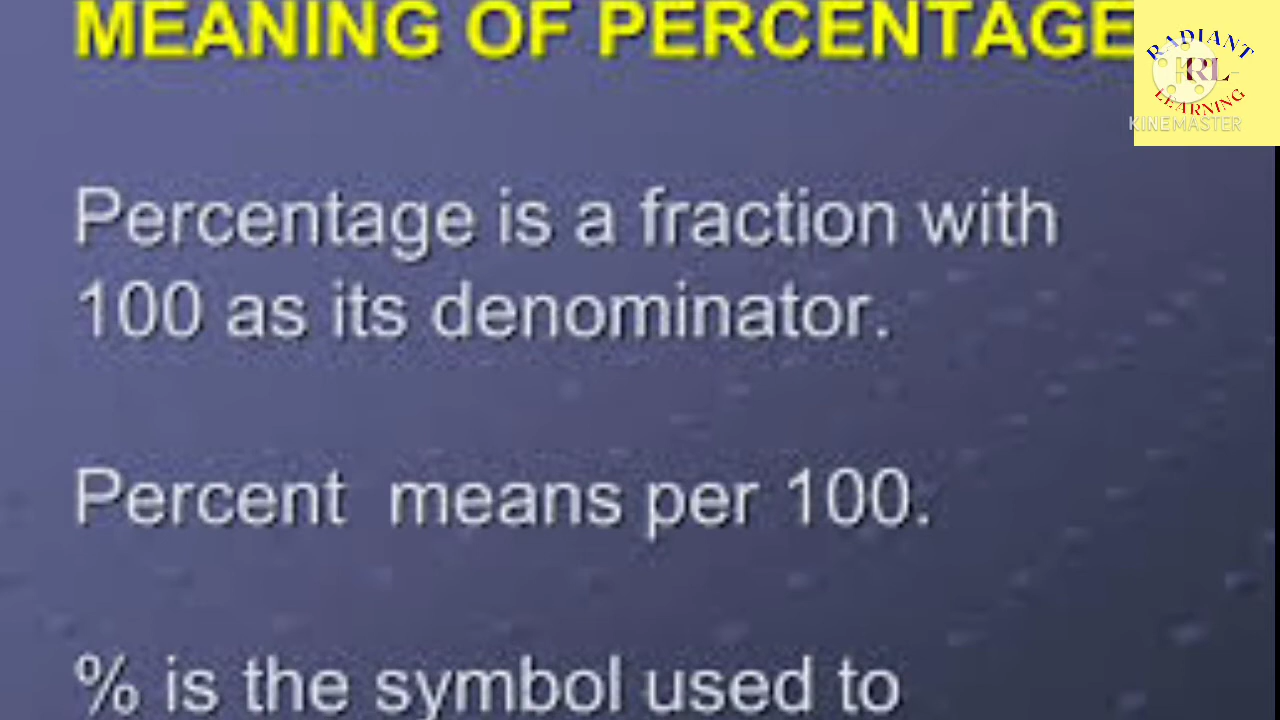 MEANING OF PERCENTAGE
RADIANT
RL
LEARNING
KINEMASTER
Percentage is a fraction with
100 as its denominator.
Percent means per 100.
% is the symbol used to